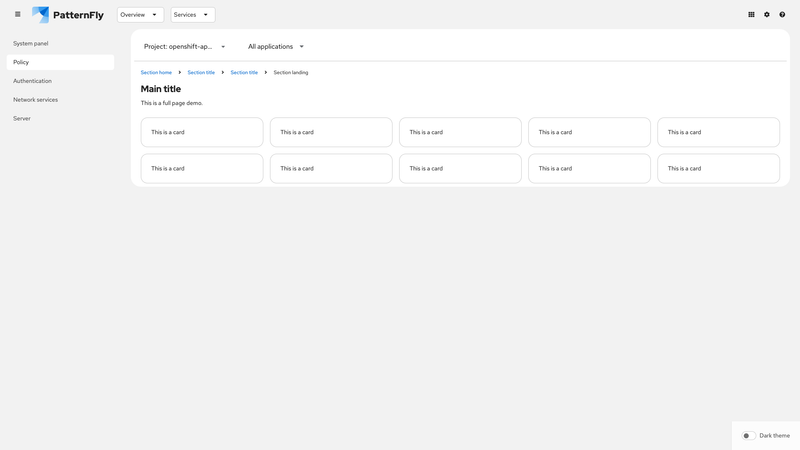 PatternFly
Overview
Services
System panel
Policy
Authentication
Network services
Server
Project: openshift-ap...
All applications
Section home
Section title
Section title
Section landing
Main title
This is a full page demo.
This is a card
This is a card
This is a card
This is a card
This is a card
This is a card
This is a card
This is a card
This is a card
This is a card
Dark theme